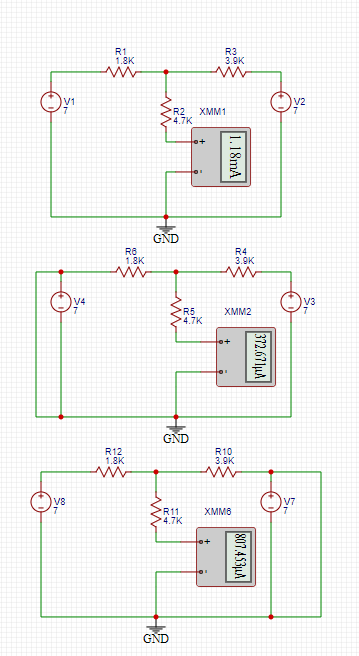 R1
1.8K
R3
3.9K
V1
7
R2
4.7K
XMM1
V2
7
+
-
1.18mA
GND
R6
1.8K
R4
3.9K
V4
7
R5
4.7K
XMM2
V3
7
+
-
372.671µA
GND
R12
1.8K
R10
3.9K
V8
7
R11
4.7K
XMM6
V7
7
+
-
807.453µA
GND